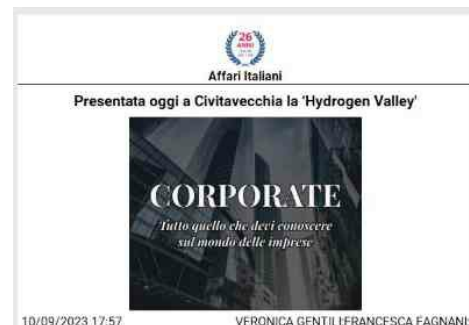 26
ANNO
Affari Italiani
Presentata oggi a Civitavecchia la 'Hydrogen Valley'
CORPORATE
Tutto quello che devi conoscere
sul mondo delle imprese
10/09/2023 17:57 VERONICA GENTILI:FRANCESCA FAGNANI: